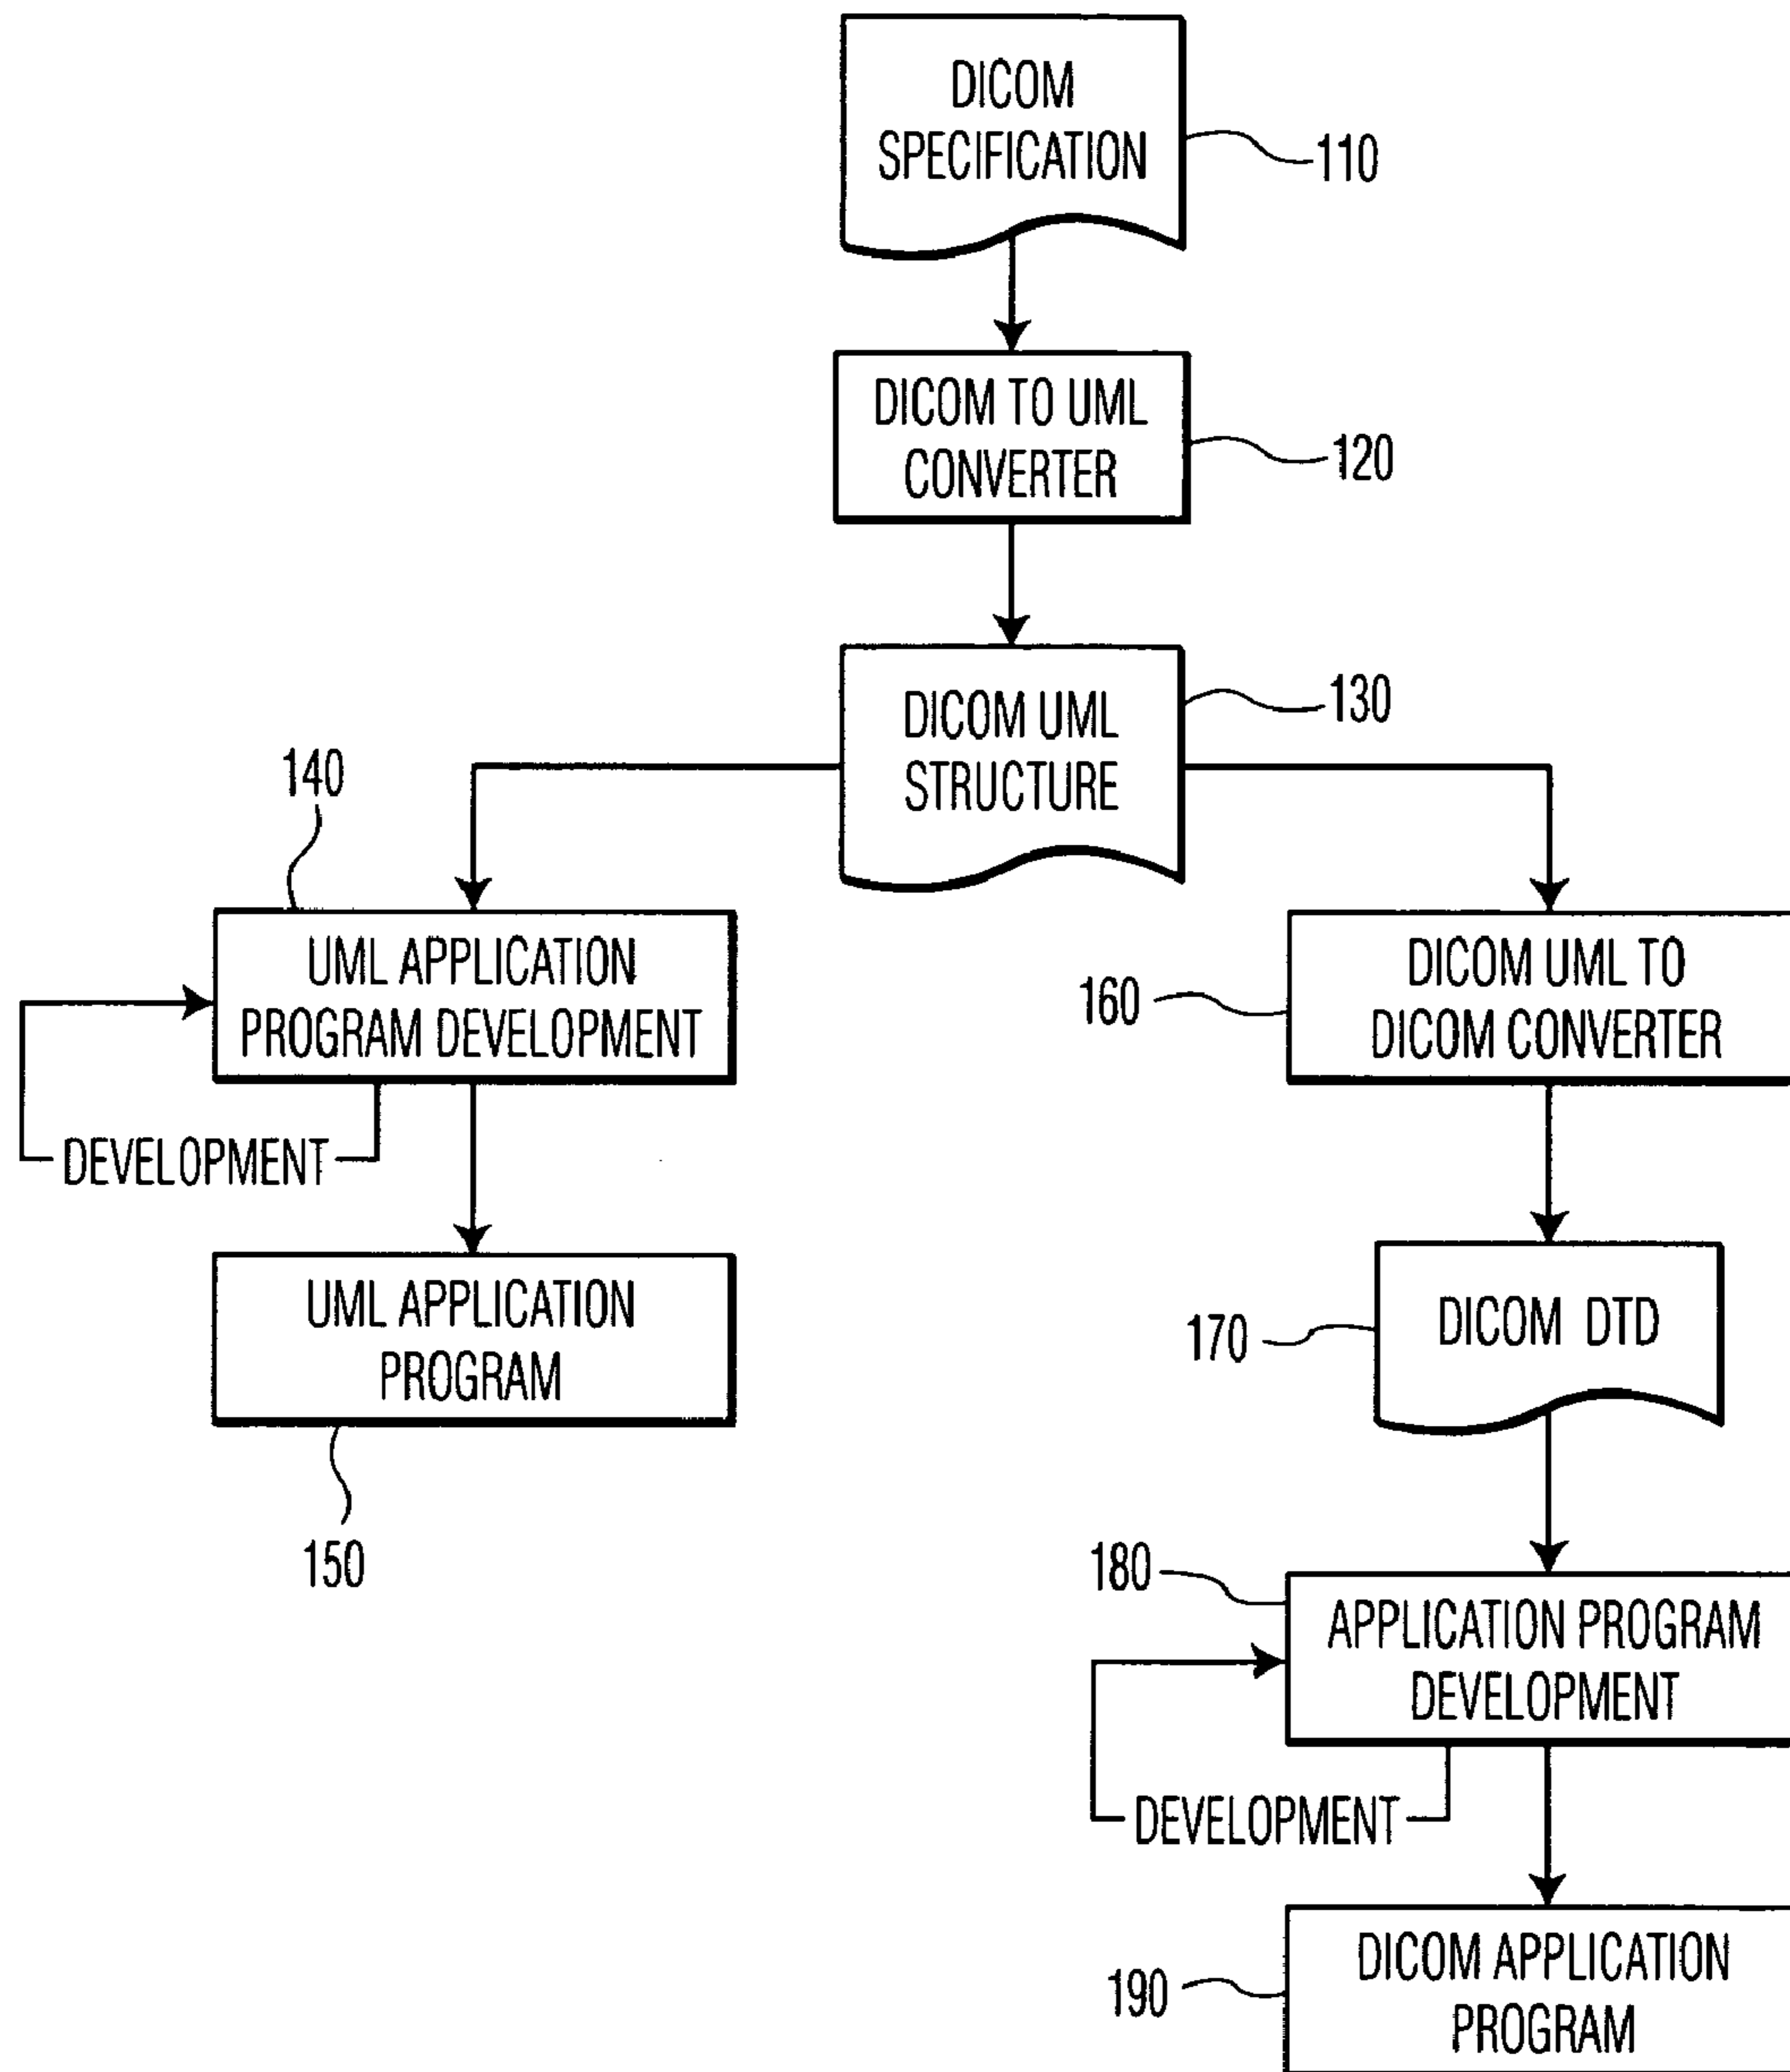 DICOM
SPECIFICATION
110
DICOM TO UML
CONVERTER
120
DICOM UML
STRUCTURE
130
140
UML APPLICATION
PROGRAM DEVELOPMENT
DEVELOPMENT
UML APPLICATION
PROGRAM
150
DICOM UML TO
DICOM CONVERTER
160
DICOM DTD
170
180
APPLICATION PROGRAM
DEVELOPMENT
DEVELOPMENT
DICOM APPLICATION
PROGRAM
190